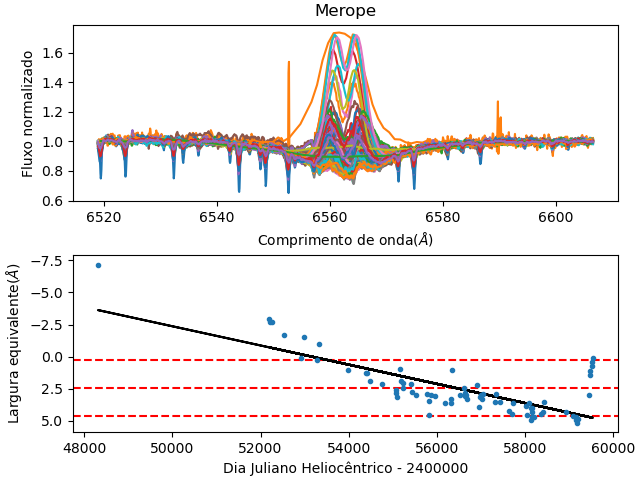 Merope
Fluxo normalizado
1.6
1.4
1.2
1.0
0.8
0.6
6520 6540 6560 6580 6600
Comprimento de onda(Å)
Largura equivalente(Å)
−7.5
−5.0
−2.5
0.0
2.5
5.0
48000 50000 52000 54000 56000 58000 60000
Dia Juliano Heliocêntrico - 2400000